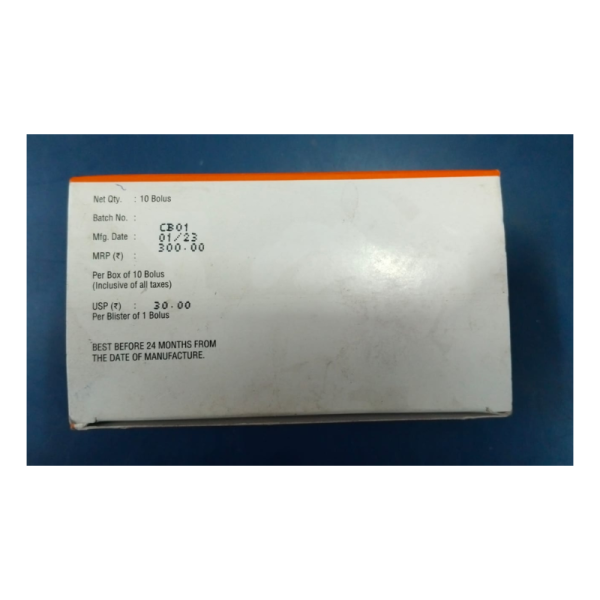 Net Qty. : 10 Bolus
Batch No. : CB01
Mfg. Date : 01/23
MRP (₹) : 300.00
Per Box of 10 Bolus
(Inclusive of all taxes)
USP (₹) : 30.00
Per Blister of 1 Bolus
BEST BEFORE 24 MONTHS FROM
THE DATE OF MANUFACTURE.